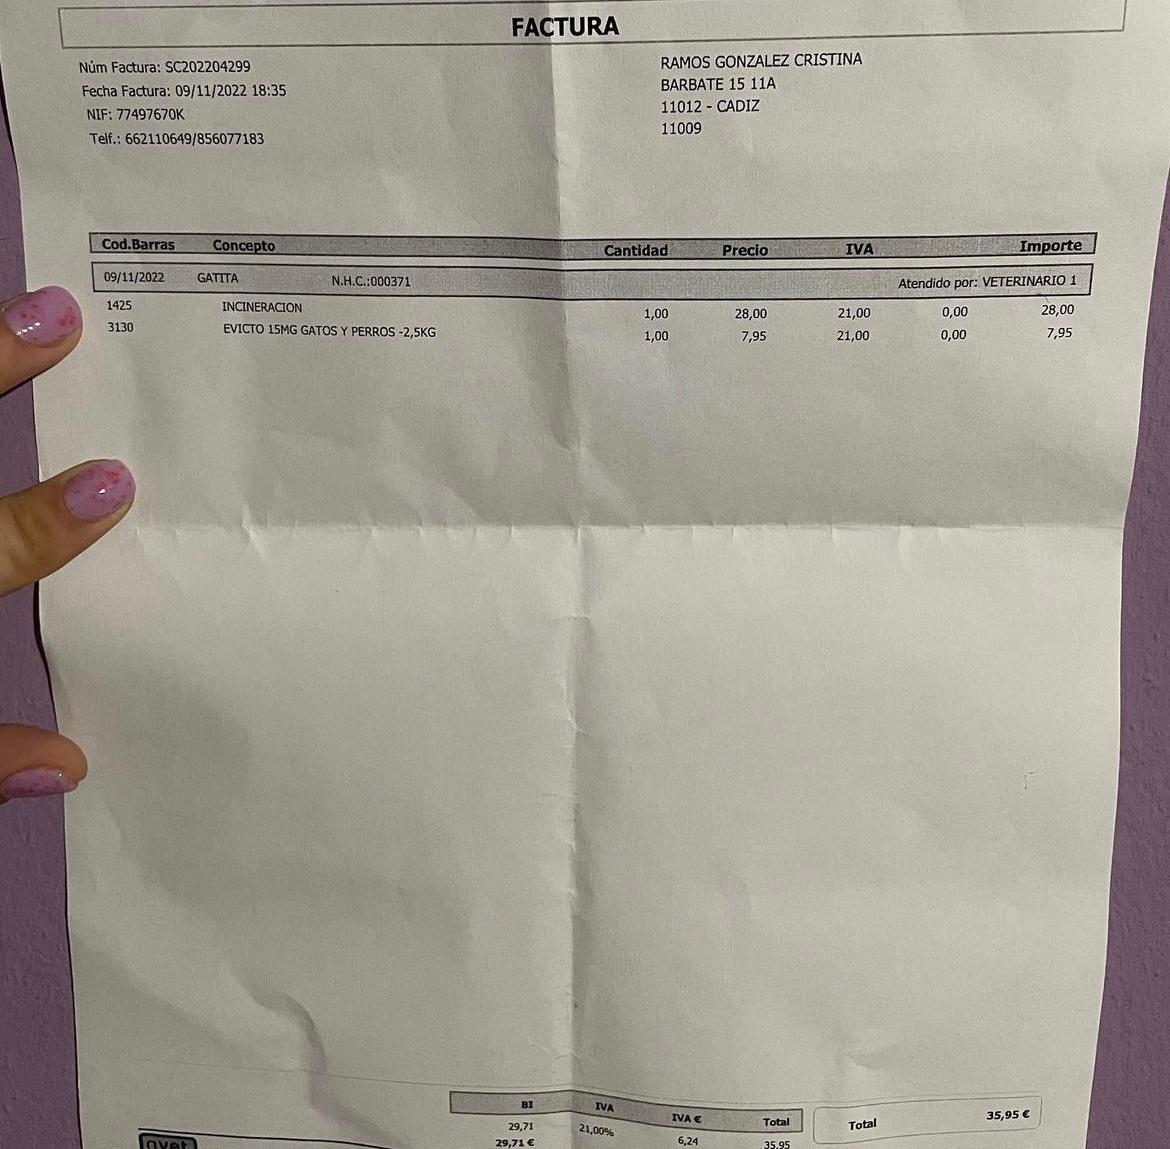 FACTURA
Núm Factura: SC202204299
Fecha Factura: 09/11/2022 18:35
NIF: 77497670K
Telf.: 662110649/856077183
RAMOS GONZALEZ CRISTINA
BARBATE 15 11A
11012 - CADIZ
11009
Cod.Barras Concepto Cantidad Precio IVA Importe
09/11/2022 GATITA N.H.C.:000371 Atendido por: VETERINARIO 1
1425 INCINERACION 1,00 28,00 21,00 0,00 28,00
3130 EVICTO 15MG GATOS Y PERROS -2,5KG 1,00 7,95 21,00 0,00 7,95
BI IVA IVA € Total
29,71 21,00% 6,24 35,95
29,71 €
Total 35,95 €
qvet